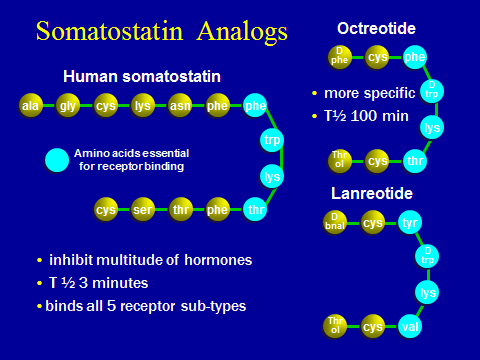 Somatostatin Analogs
Human somatostatin
ala gly cys lys asn phe phe
trp
lys
cys ser thr phe thr
Amino acids essential
for receptor binding
• inhibit multitude of hormones
• T ½ 3 minutes
• binds all 5 receptor sub-types
Octreotide
D phe cys phe
D trp
lys
Thr ol cys thr
• more specific
• T½ 100 min
Lanreotide
D bnal cys tyr
D trp
lys
Thr ol cys val